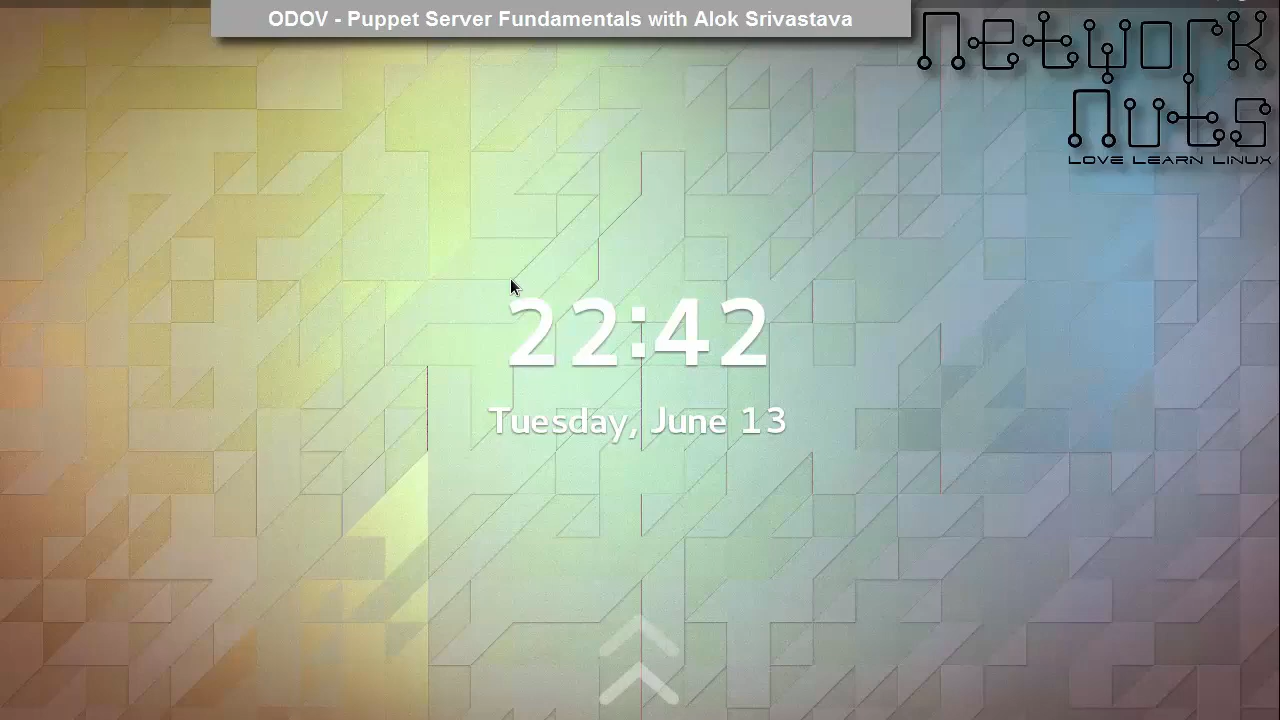 ODOV - Puppet Server Fundamentals with Alok Srivastava
Network
Nuts
LOVE LEARN LINUX
22:42
Tuesday, June 13